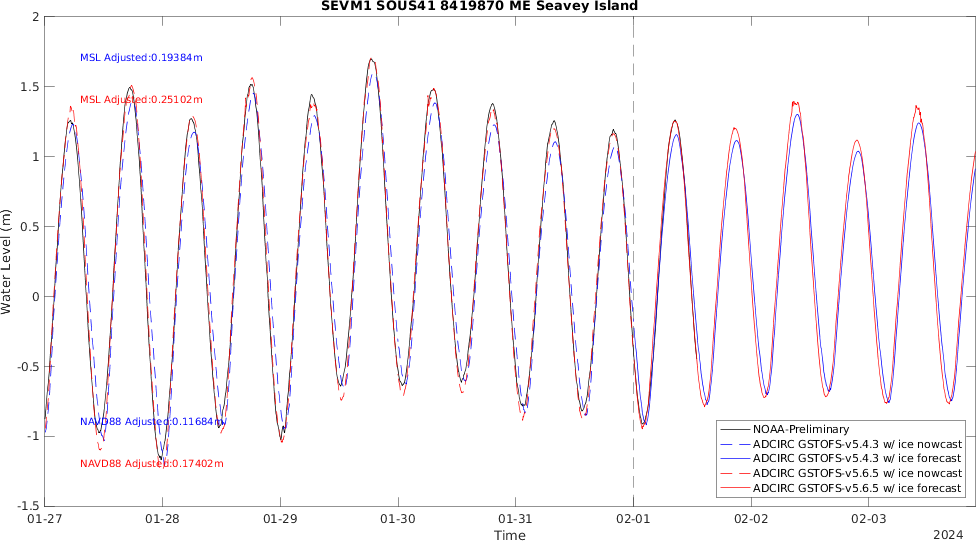 SEVM1 SOUS41 8419870 ME Seavey Island
2
1.5
1
0.5
0
-0.5
-1
-1.5
Water Level (m)
MSL Adjusted:0.19384m
MSL Adjusted:0.25102m
NAVD88 Adjusted:0.11684m
NAVD88 Adjusted:0.17402m
NOAA-Preliminary
ADCIRC GSTOFS-v5.4.3 w/ ice nowcast
ADCIRC GSTOFS-v5.4.3 w/ ice forecast
ADCIRC GSTOFS-v5.6.5 w/ ice nowcast
ADCIRC GSTOFS-v5.6.5 w/ ice forecast
01-27 01-28 01-29 01-30 01-31 02-01 02-02 02-03
Time
2024